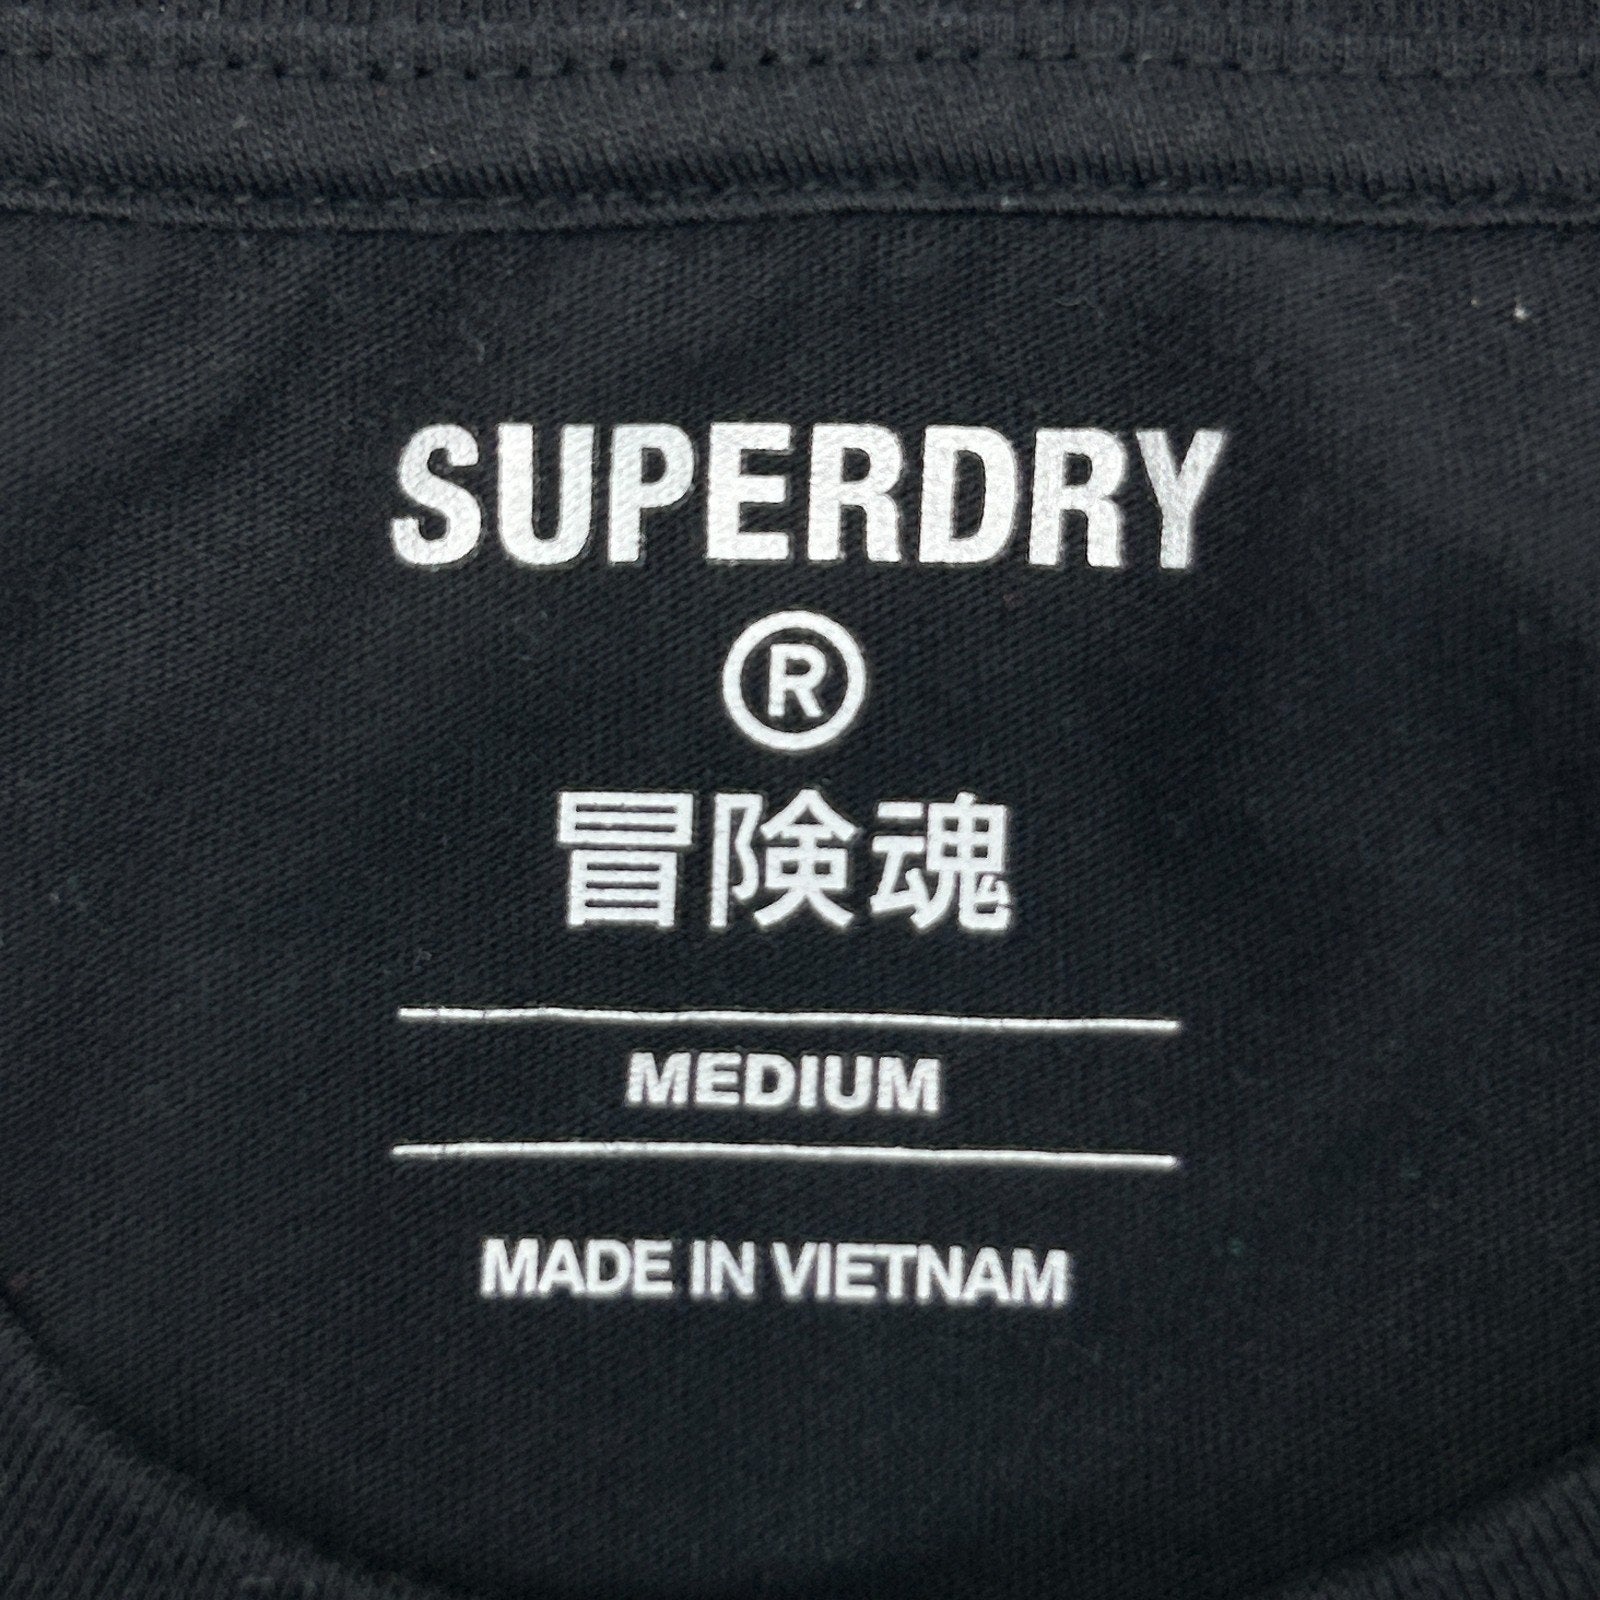 SUPERDRY
®
冒険魂
MEDIUM
MADE IN VIETNAM